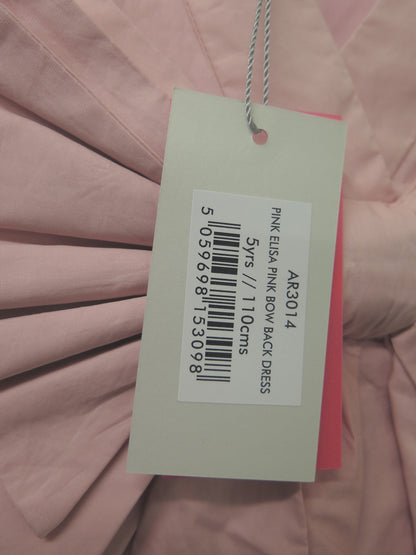 AR3014
PINK ELISA PINK BOW BACK DRESS
5yrs // 110cms
5 059698 153098